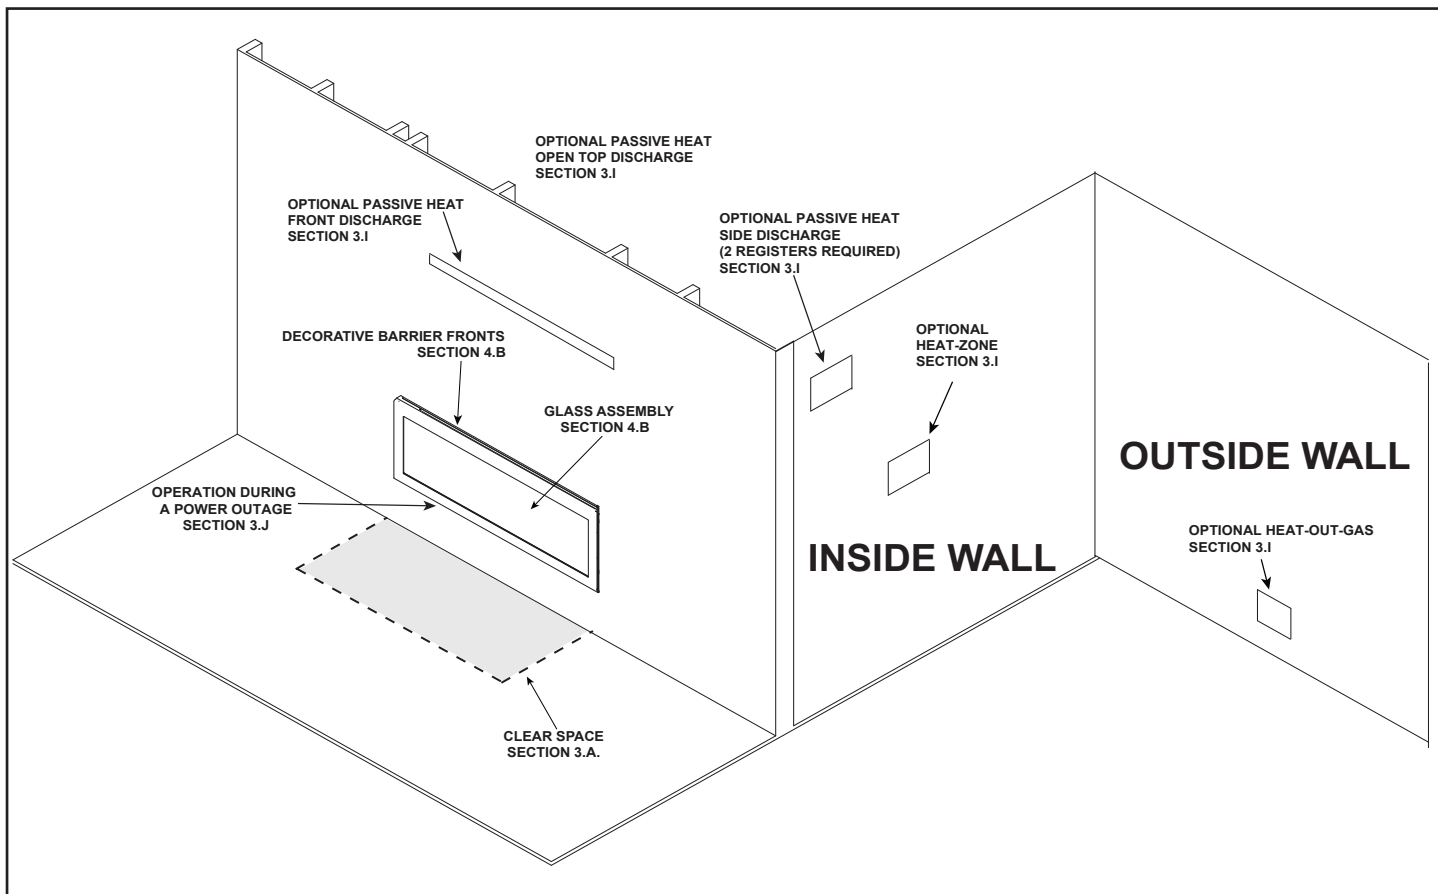 OPTIONAL PASSIVE HEAT
OPEN TOP DISCHARGE
SECTION 3.I
OPTIONAL PASSIVE HEAT
FRONT DISCHARGE
SECTION 3.I
OPTIONAL PASSIVE HEAT
SIDE DISCHARGE
(2 REGISTERS REQUIRED)
SECTION 3.I
DECORATIVE BARRIER FRONTS
SECTION 4.B
OPTIONAL
HEAT-ZONE
SECTION 3.I
GLASS ASSEMBLY
SECTION 4.B
OUTSIDE WALL
OPERATION DURING
A POWER OUTAGE
SECTION 3.J
INSIDE WALL
OPTIONAL HEAT-OUT-GAS
SECTION 3.I
CLEAR SPACE
SECTION 3.A.